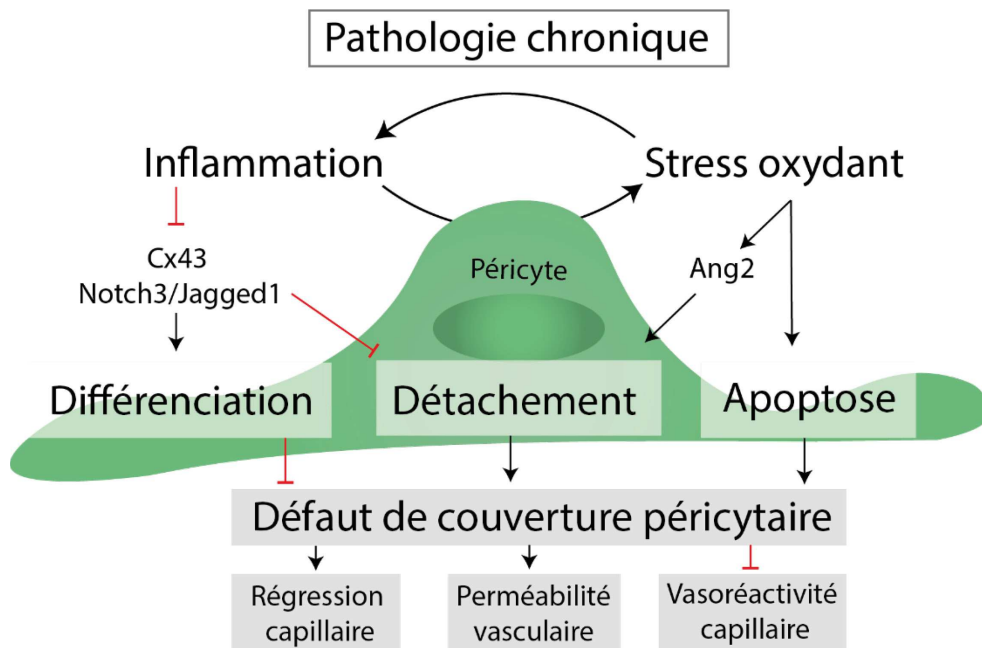 Pathologie chronique
Inflammation
Stress oxydant
Cx43
Notch3/Jagged1
Péricyte
Ang2
Différenciation
Détachement
Apoptose
Défaut de couverture péricytaire
Régression
capillaire
Perméabilité
vasculaire
Vasoréactivité
capillaire